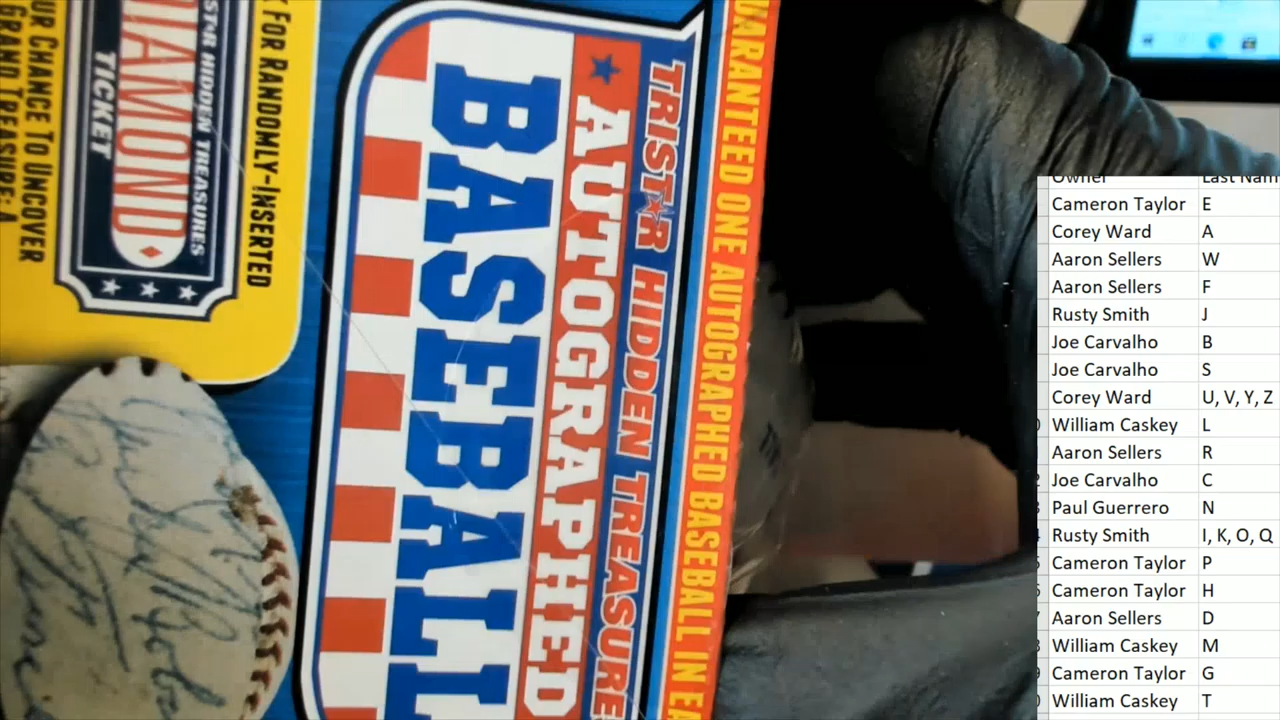 K FOR RANDOMLY-INSERTED
DIAMOND
TICKET
UR CHANCE TO UNCOVER
GRAND TREASURE: A
TREASURES
HIDDEN
TRISTAR HIDDEN TREASURES
AUTOGRAPHED
BASEBALL
GUARANTEED ONE AUTOGRAPHED BASEBALL IN EA
Owner Last Nam
Cameron Taylor E
Corey Ward A
Aaron Sellers W
Aaron Sellers F
Rusty Smith J
Joe Carvalho B
Joe Carvalho S
Corey Ward U, V, Y, Z
William Caskey L
Aaron Sellers R
Joe Carvalho C
Paul Guerrero N
Rusty Smith I, K, O, Q
Cameron Taylor P
Cameron Taylor H
Aaron Sellers D
William Caskey M
Cameron Taylor G
William Caskey T